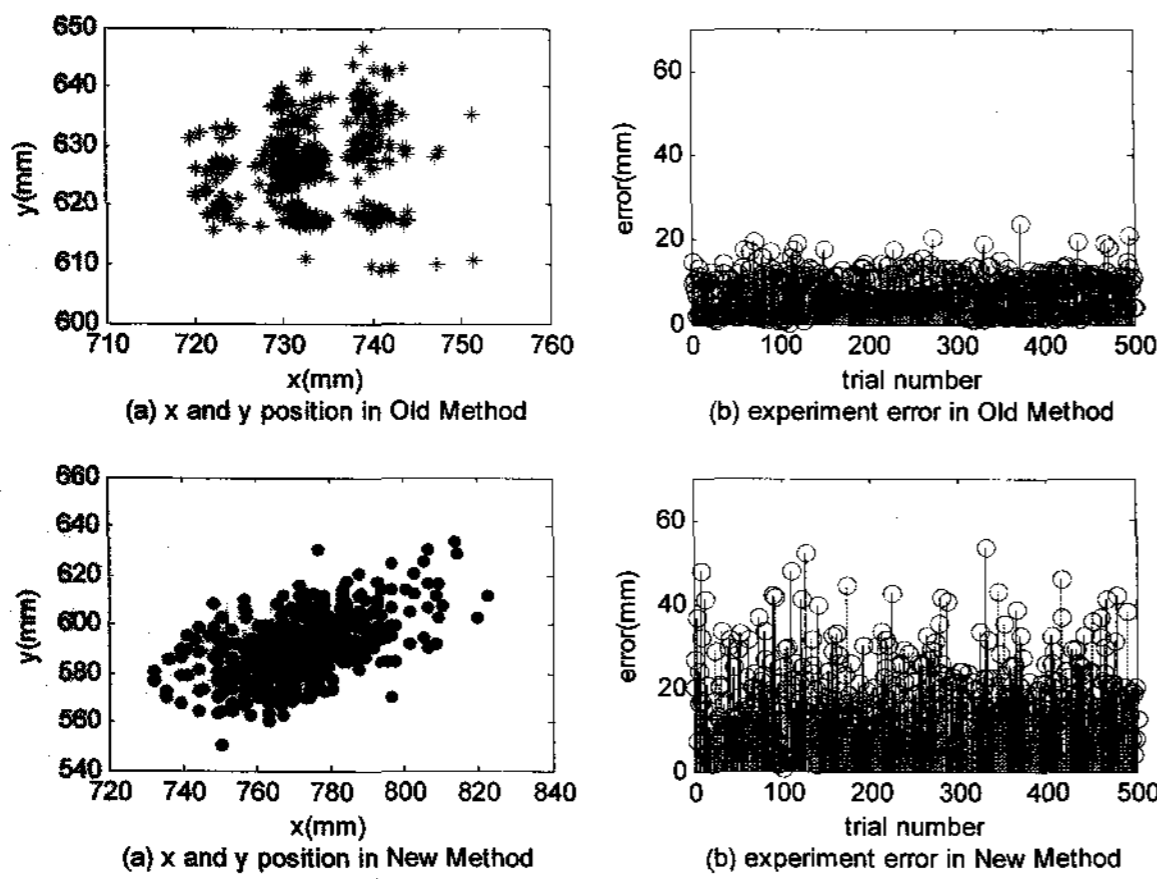 650
640
630
620
610
600
y(mm)
710 720 730 740 750 760
x(mm)
(a) x and y position in Old Method
60
40
20
0
error(mm)
0 100 200 300 400 500
trial number
(b) experiment error in Old Method
660
640
620
600
580
560
540
y(mm)
720 740 760 780 800 820 840
x(mm)
(a) x and y position in New Method
60
40
20
0
error(mm)
0 100 200 300 400 500
trial number
(b) experiment error in New Method